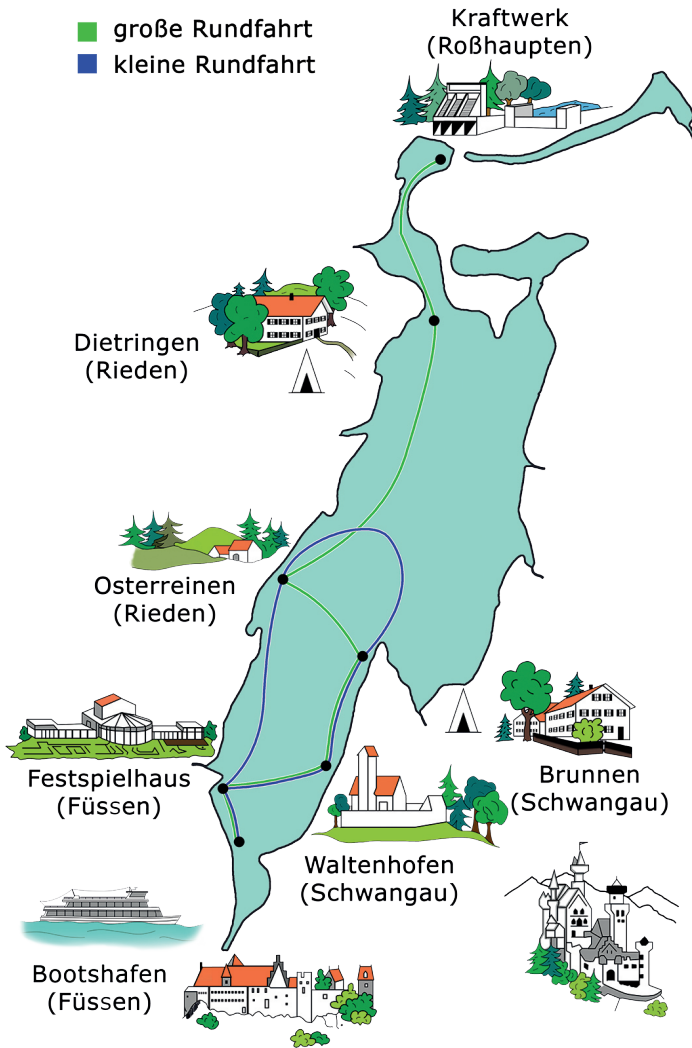 große Rundfahrt
kleine Rundfahrt
Kraftwerk
(Roßhaupten)
Dietringen
(Rieden)
Osterreinen
(Rieden)
Festspielhaus
(Füssen)
Brunnen
(Schwangau)
Waltenhofen
(Schwangau)
Bootshafen
(Füssen)